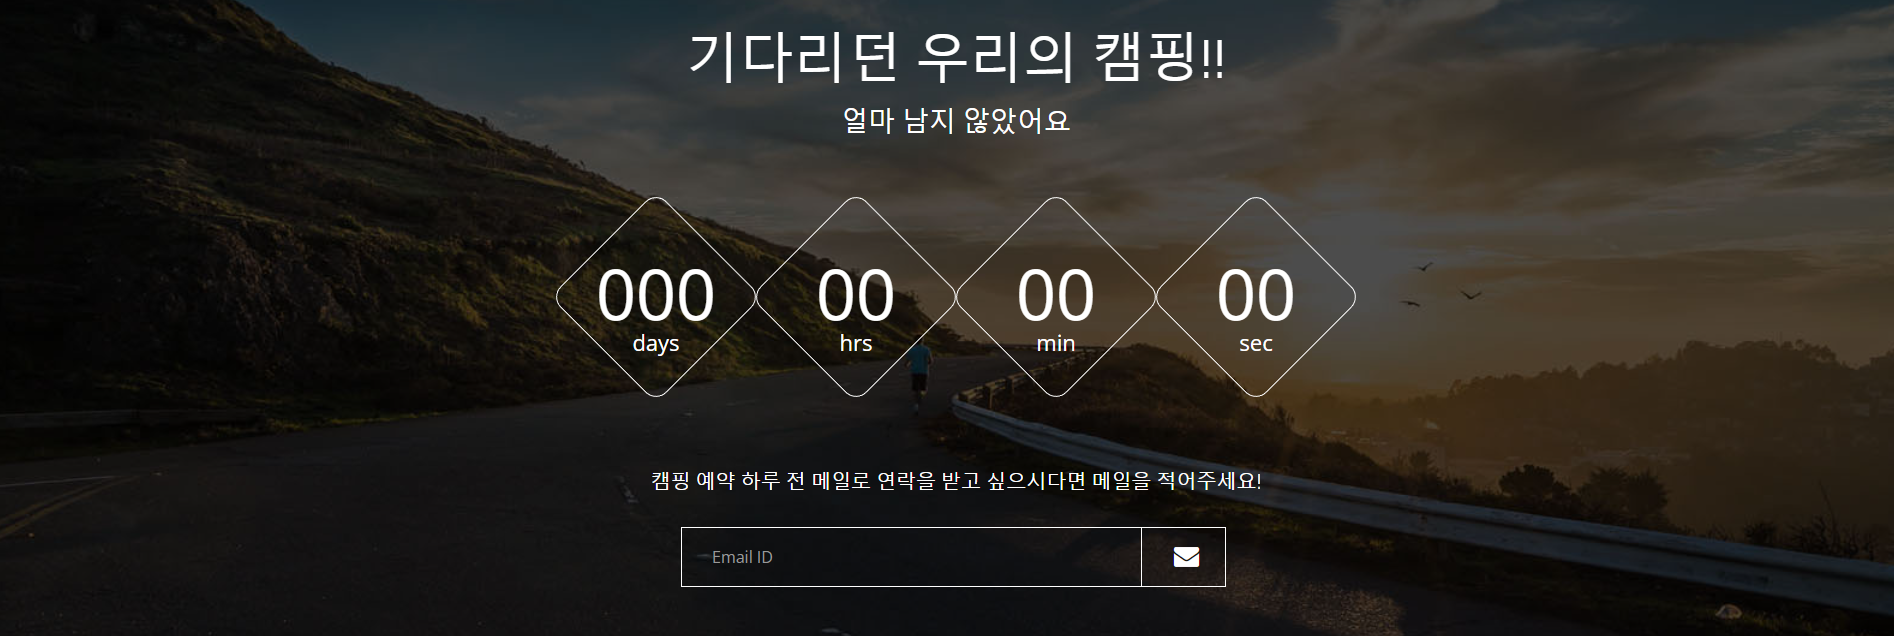 기다리던 우리의 캠핑!!
얼마 남지 않았어요
000 00 00 00
days hrs min sec
캠핑 예약 하루 전 메일로 연락을 받고 싶으시다면 메일을 적어주세요!
Email ID